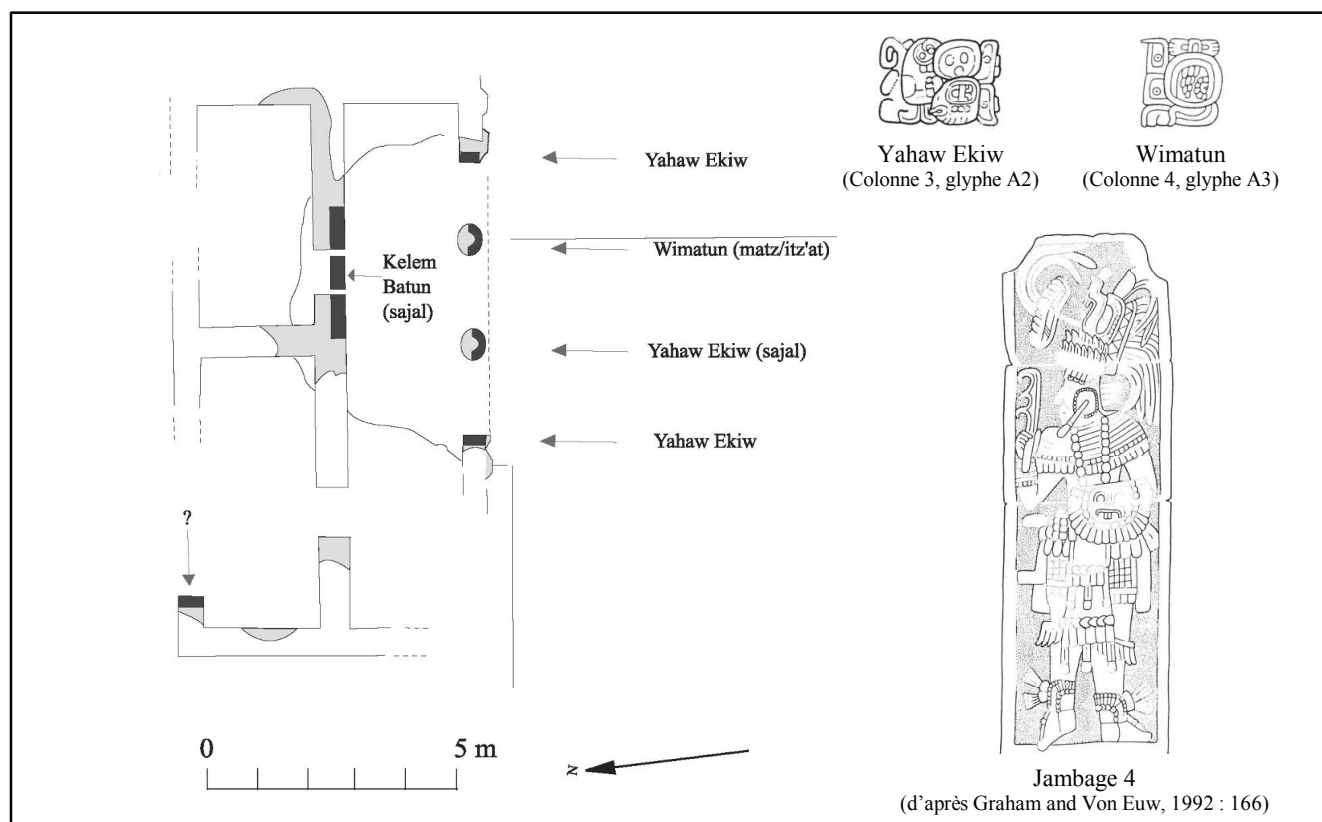 Yahaw Ekiw
(Colonne 3, glyphe A2)
Wimatun
(Colonne 4, glyphe A3)
Yahaw Ekiw
Wimatun (matz/itz'at)
Kelem
Batun
(sajal)
Yahaw Ekiw (sajal)
Yahaw Ekiw
?
0
5 m
N
Jambage 4
(d'après Graham and Von Euw, 1992 : 166)